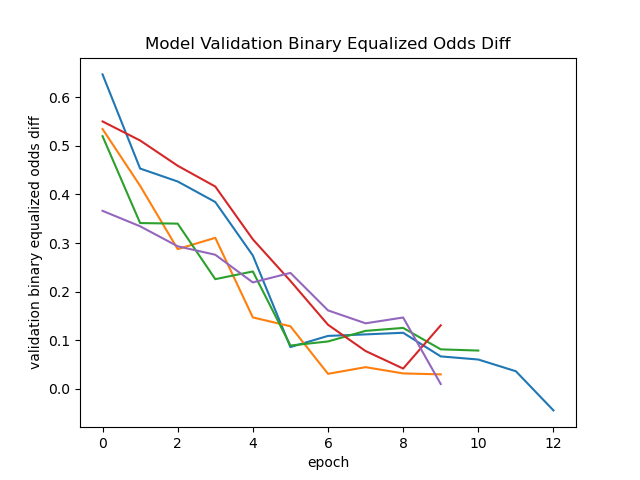 Model Validation Binary Equalized Odds Diff
validation binary equalized odds diff
0.6
0.5
0.4
0.3
0.2
0.1
0.0
0 2 4 6 8 10 12
epoch